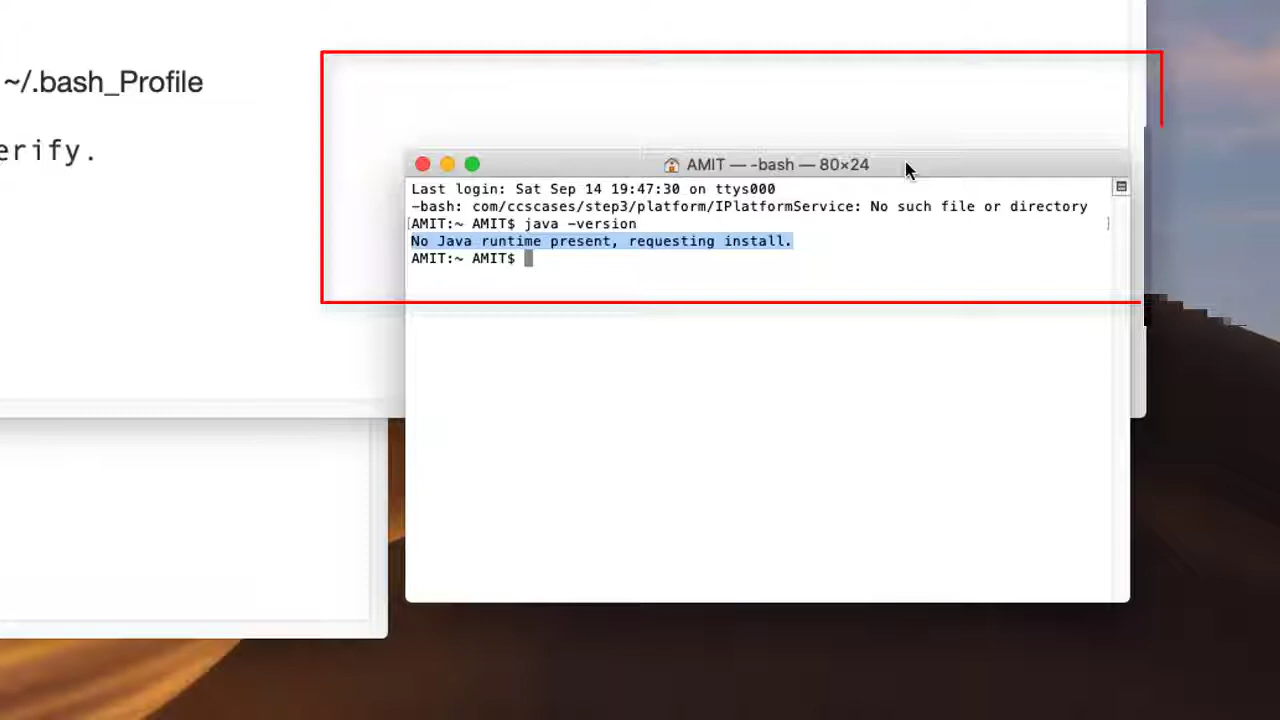 ~/.bash_Profile
erify.
AMIT — -bash — 80×24
Last login: Sat Sep 14 19:47:30 on ttys000
-bash: com/ccscases/step3/platform/IPlatformService: No such file or directory
[AMIT:~ AMIT$ java -version ]
No Java runtime present, requesting install.
AMIT:~ AMIT$